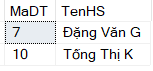 MaDT TenHS
7 Đặng Văn G
10 Tống Thị K